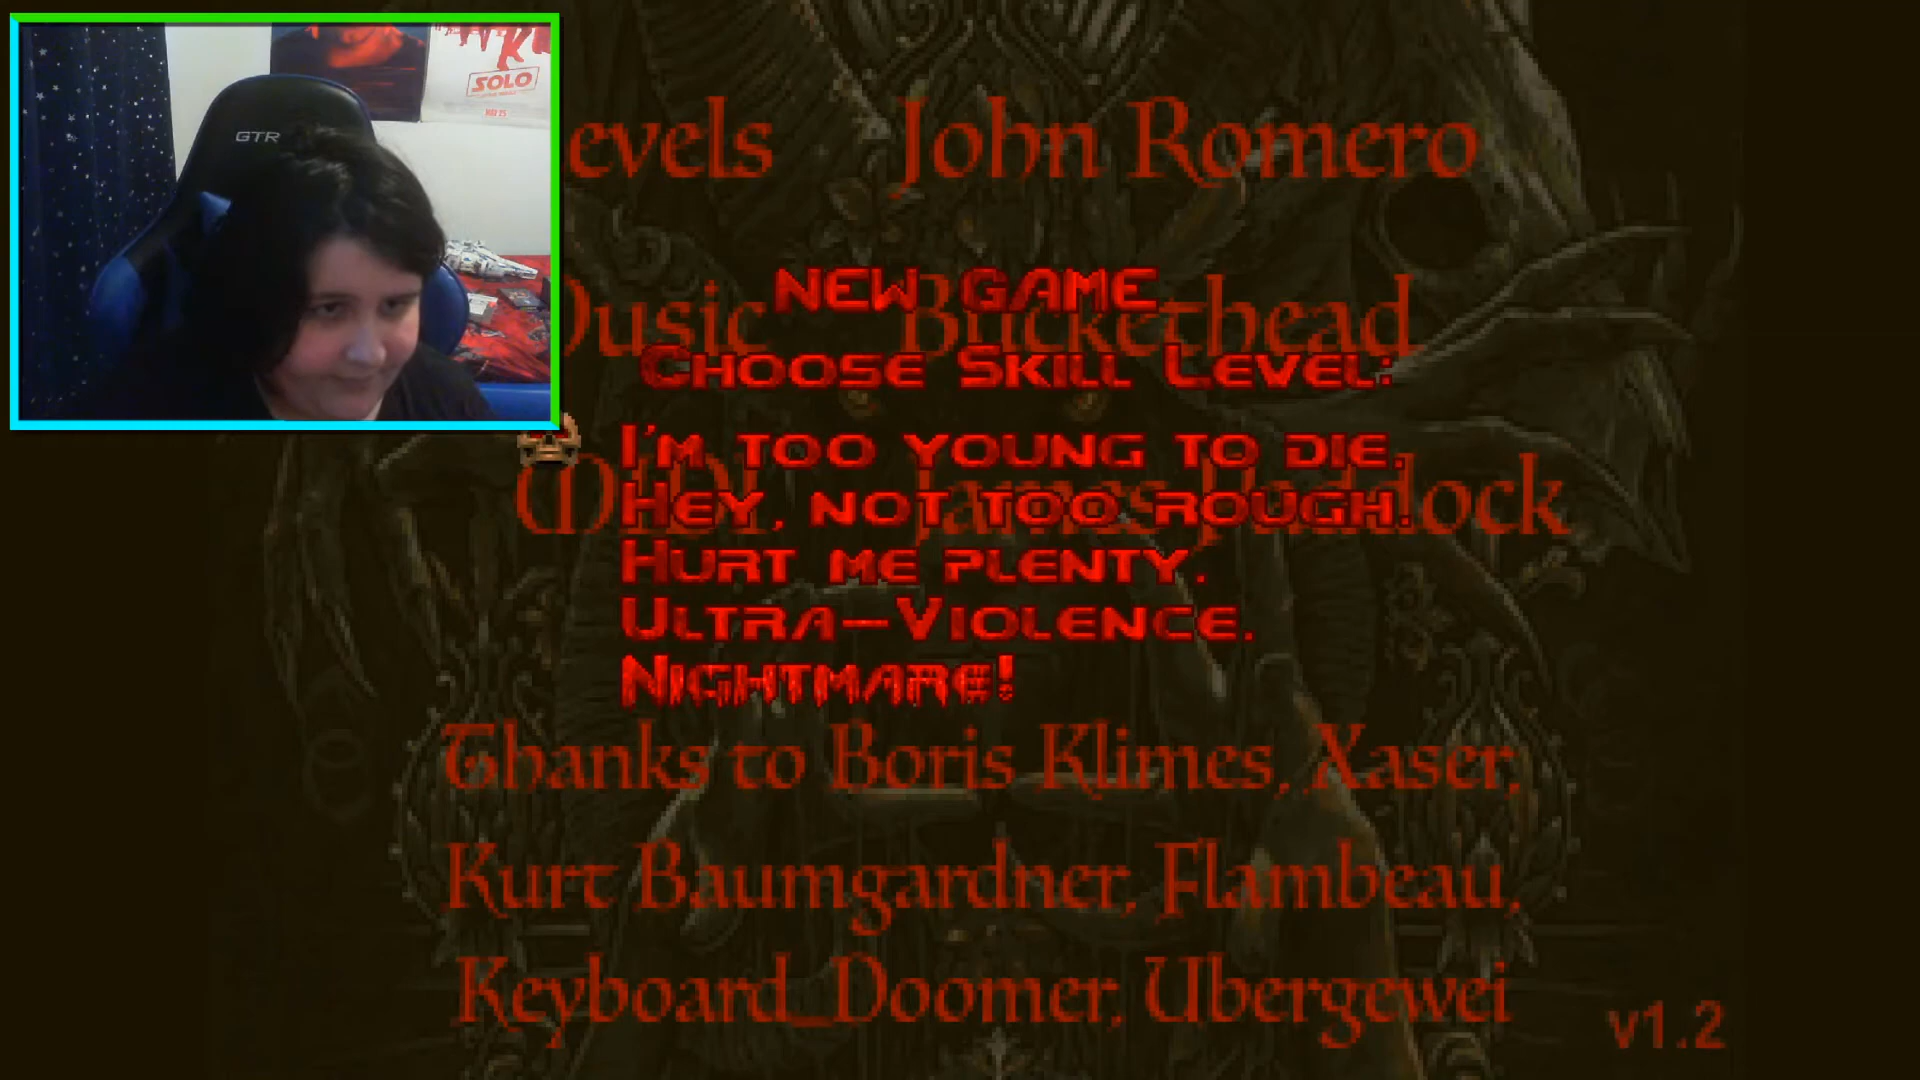 SOLO
GTR
evels John Romero
NEW GAME
usic Buckethead
CHOOSE SKILL LEVEL:
I'M TOO YOUNG TO DIE.
HEY, NOT TOO ROUGH!
HURT ME PLENTY.
ULTRA-VIOLENCE.
NIGHTMARE!
Thanks to Boris Klimes, Xaser,
Kurt Baumgardner, Flambeau,
Keyboard_Doomer, Ubergewei
v1.2